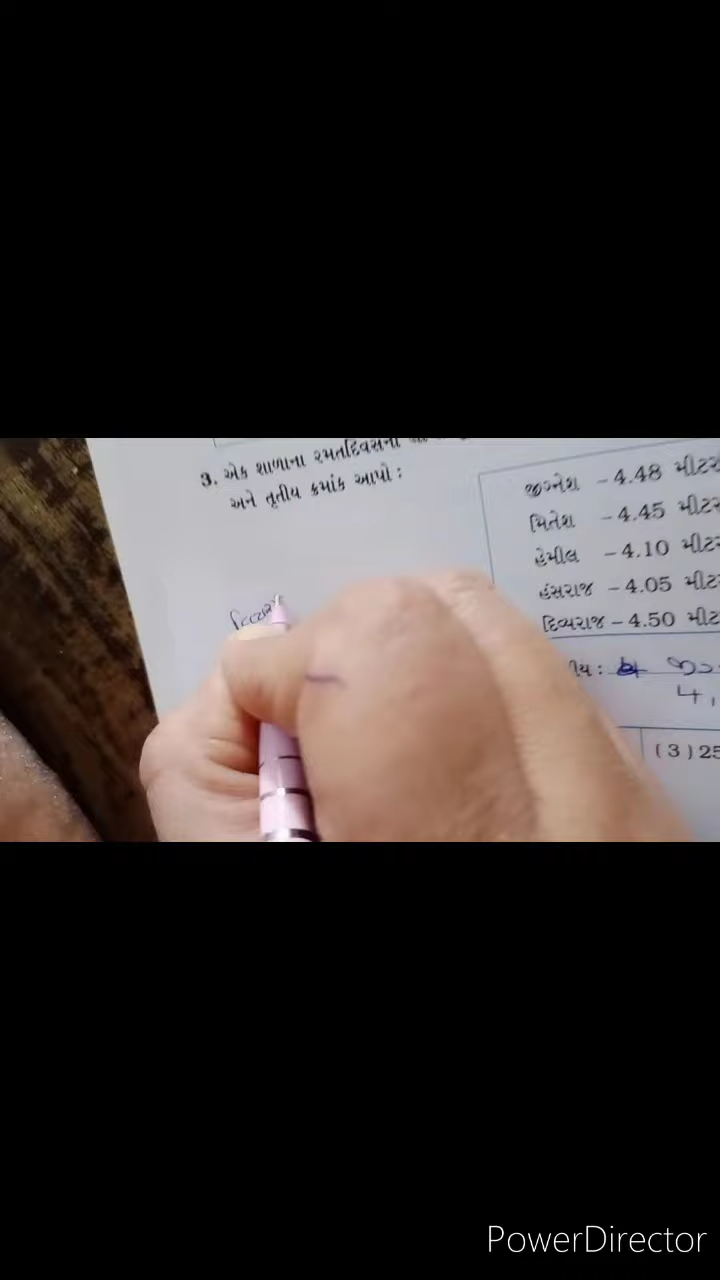 3. એક શાળાના રમતદિવસના
અને તૃતીય ક્રમાંક આપો :
જીગ્નેશ – 4.48 મીટર
મિતેશ – 4.45 મીટર
હેમીલ – 4.10 મીટર
હંસરાજ – 4.05 મીટર
દિવ્યરાજ – 4.50 મીટર
ીય :
4.
( 3 ) 25
PowerDirector